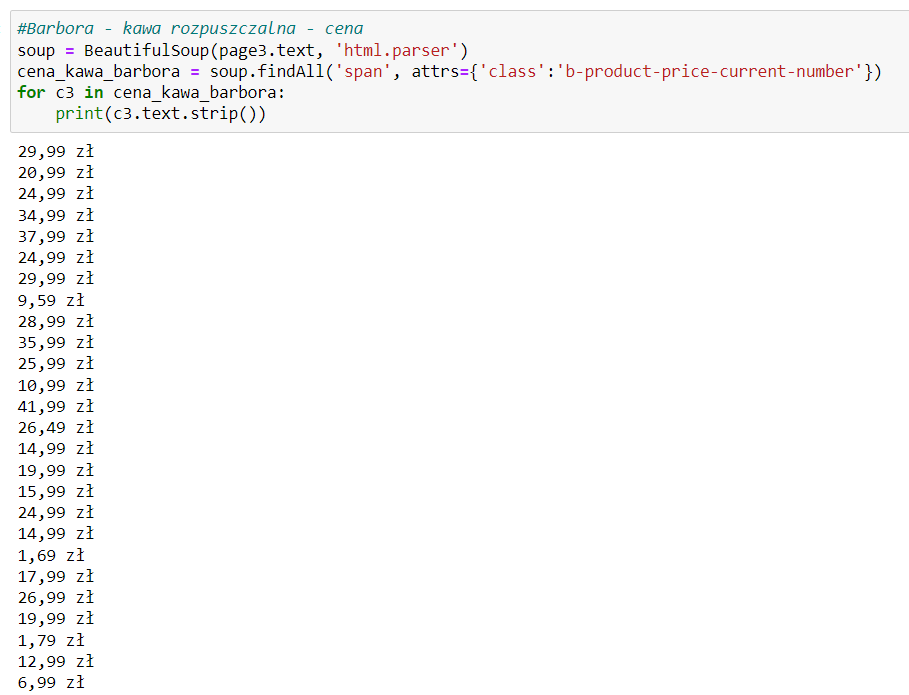 #Barbora - kawa rozpuszczalna - cena
soup = BeautifulSoup(page3.text, 'html.parser')
cena_kawa_barbora = soup.findAll('span', attrs={'class':'b-product-price-current-number'})
for c3 in cena_kawa_barbora:
    print(c3.text.strip())
29,99 zł
20,99 zł
24,99 zł
34,99 zł
37,99 zł
24,99 zł
29,99 zł
9,59 zł
28,99 zł
35,99 zł
25,99 zł
10,99 zł
41,99 zł
26,49 zł
14,99 zł
19,99 zł
15,99 zł
24,99 zł
14,99 zł
1,69 zł
17,99 zł
26,99 zł
19,99 zł
1,79 zł
12,99 zł
6,99 zł